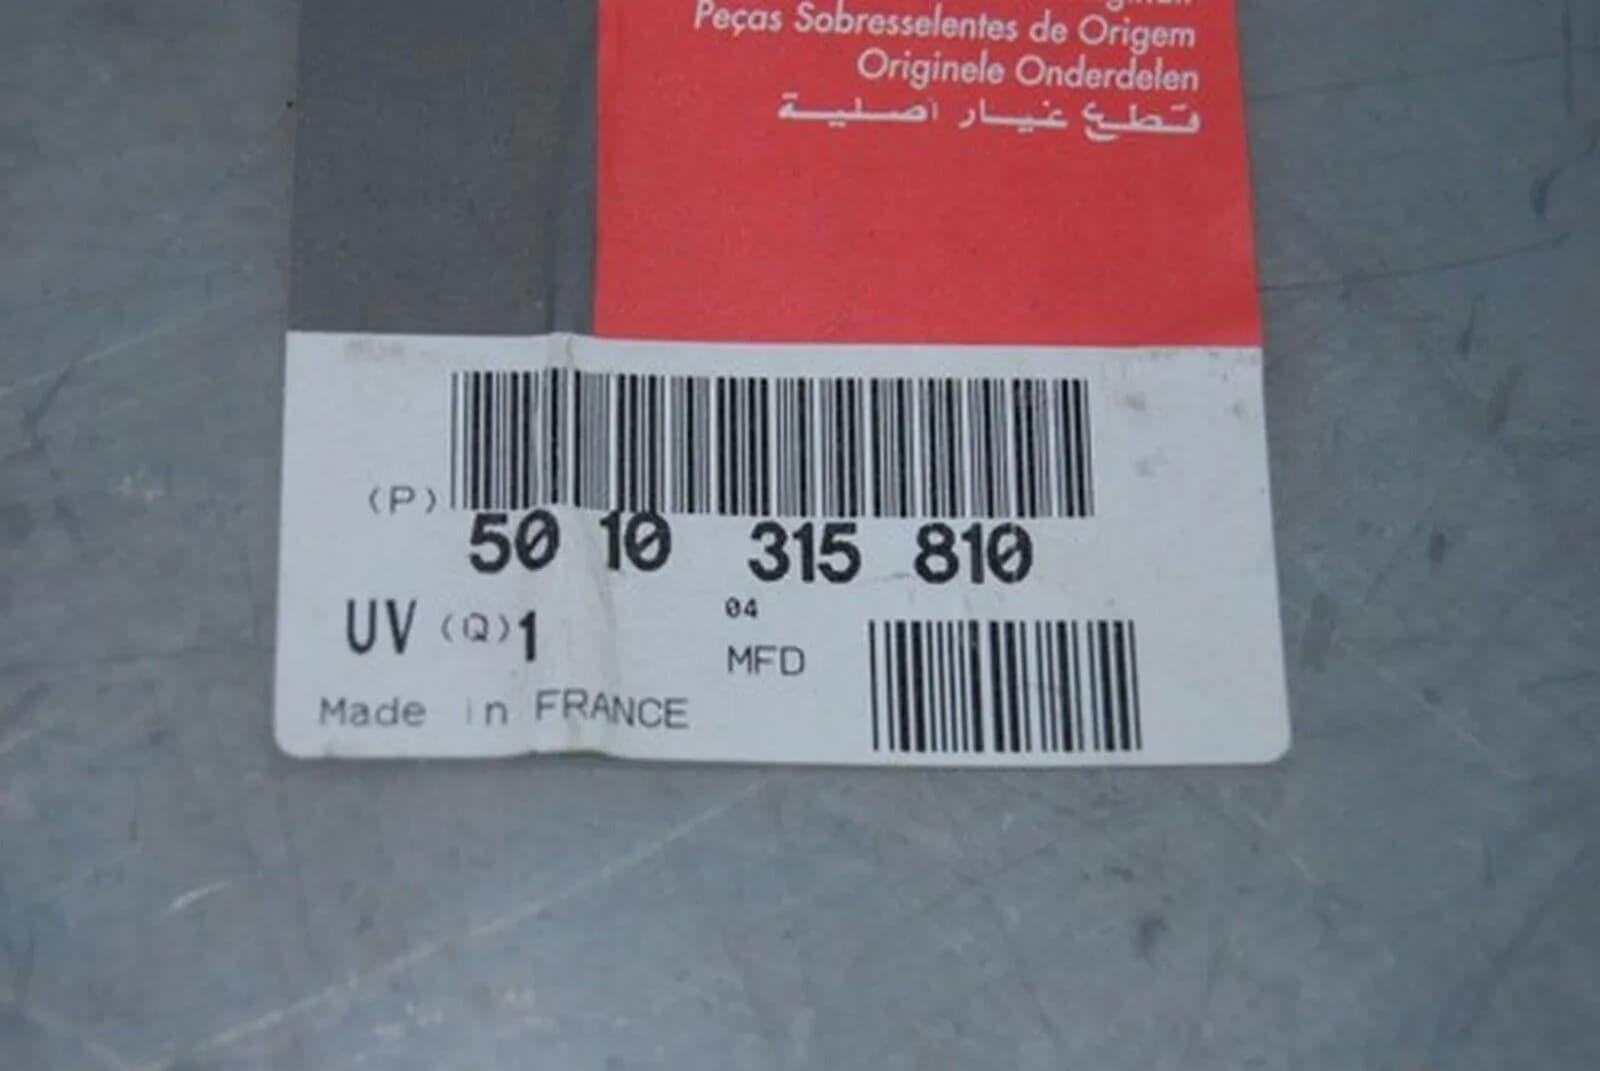 Peças Sobresselentes de Origem
Originele Onderdelen
قطع غيار أصلية
(P)
50 10 315 810
UV (Q) 1
04
MFD
Made in FRANCE